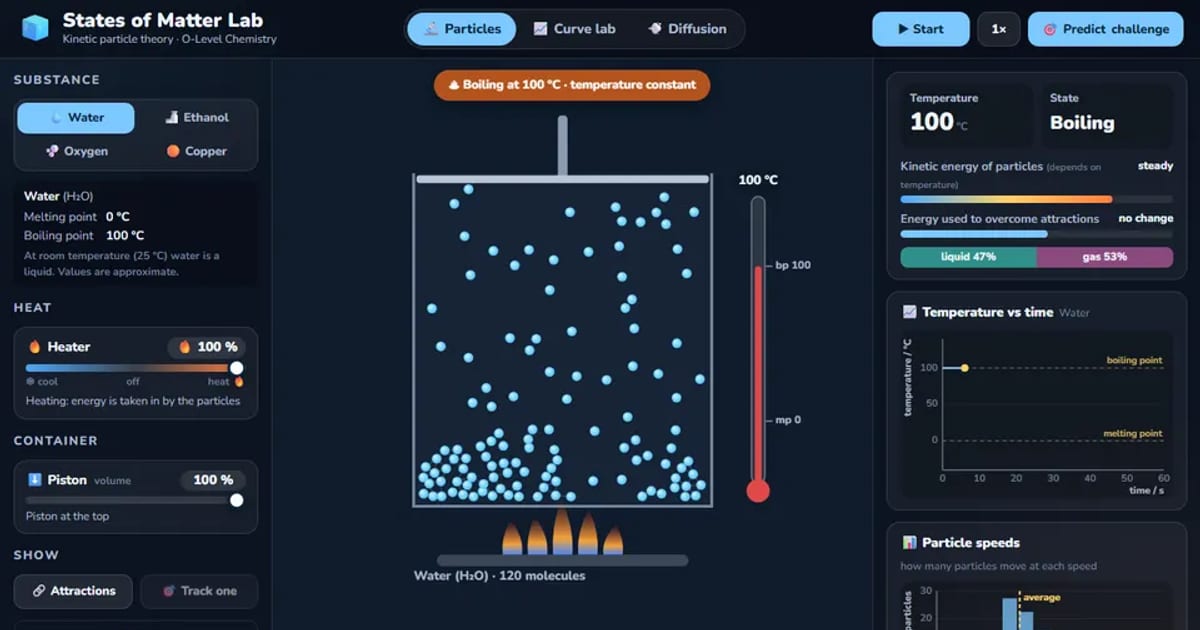 States of Matter Lab
Kinetic particle theory · O-Level Chemistry
Particles
Curve lab
Diffusion
Start
1×
Predict challenge
SUBSTANCE
Water
Ethanol
Oxygen
Copper
Water (H₂O)
Melting point 0 °C
Boiling point 100 °C
At room temperature (25 °C) water is a
liquid. Values are approximate.
HEAT
Heater
100 %
cool
off
heat
Heating: energy is taken in by the particles
CONTAINER
Piston volume
100 %
Piston at the top
SHOW
Attractions
Track one
Boiling at 100 °C · temperature constant
100 °C
bp 100
mp 0
Water (H₂O) · 120 molecules
Temperature
100 °C
State
Boiling
Kinetic energy of particles (depends on
temperature)
steady
Energy used to overcome attractions
no change
liquid 47%
gas 53%
Temperature vs time Water
temperature / °C
100
50
0
boiling point
melting point
0
10
20
30
40
50
60
time / s
Particle speeds
how many particles move at each speed
particles
30
20
average